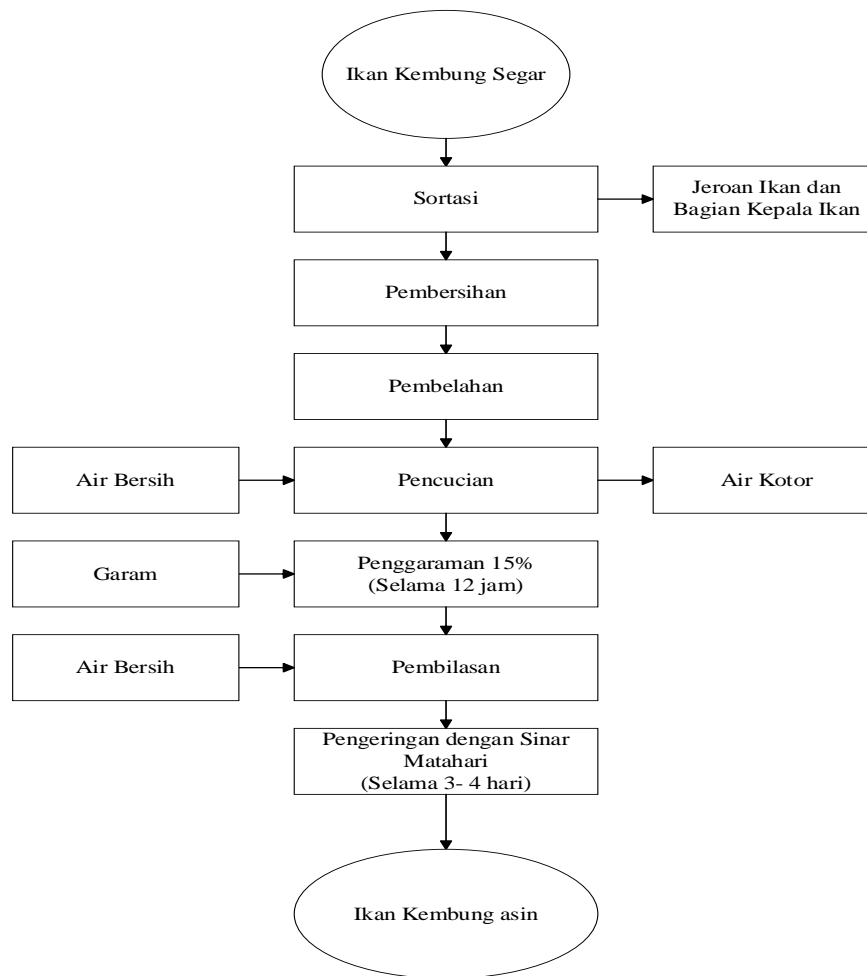 Ikan Kembung Segar
Sortasi
Jeroan Ikan dan
Bagian Kepala Ikan
Pembersihan
Pembelahan
Air Bersih
Pencucian
Air Kotor
Garam
Penggaraman 15%
(Selama 12 jam)
Air Bersih
Pembilasan
Pengeringan dengan Sinar
Matahari
(Selama 3- 4 hari)
Ikan Kembung asin